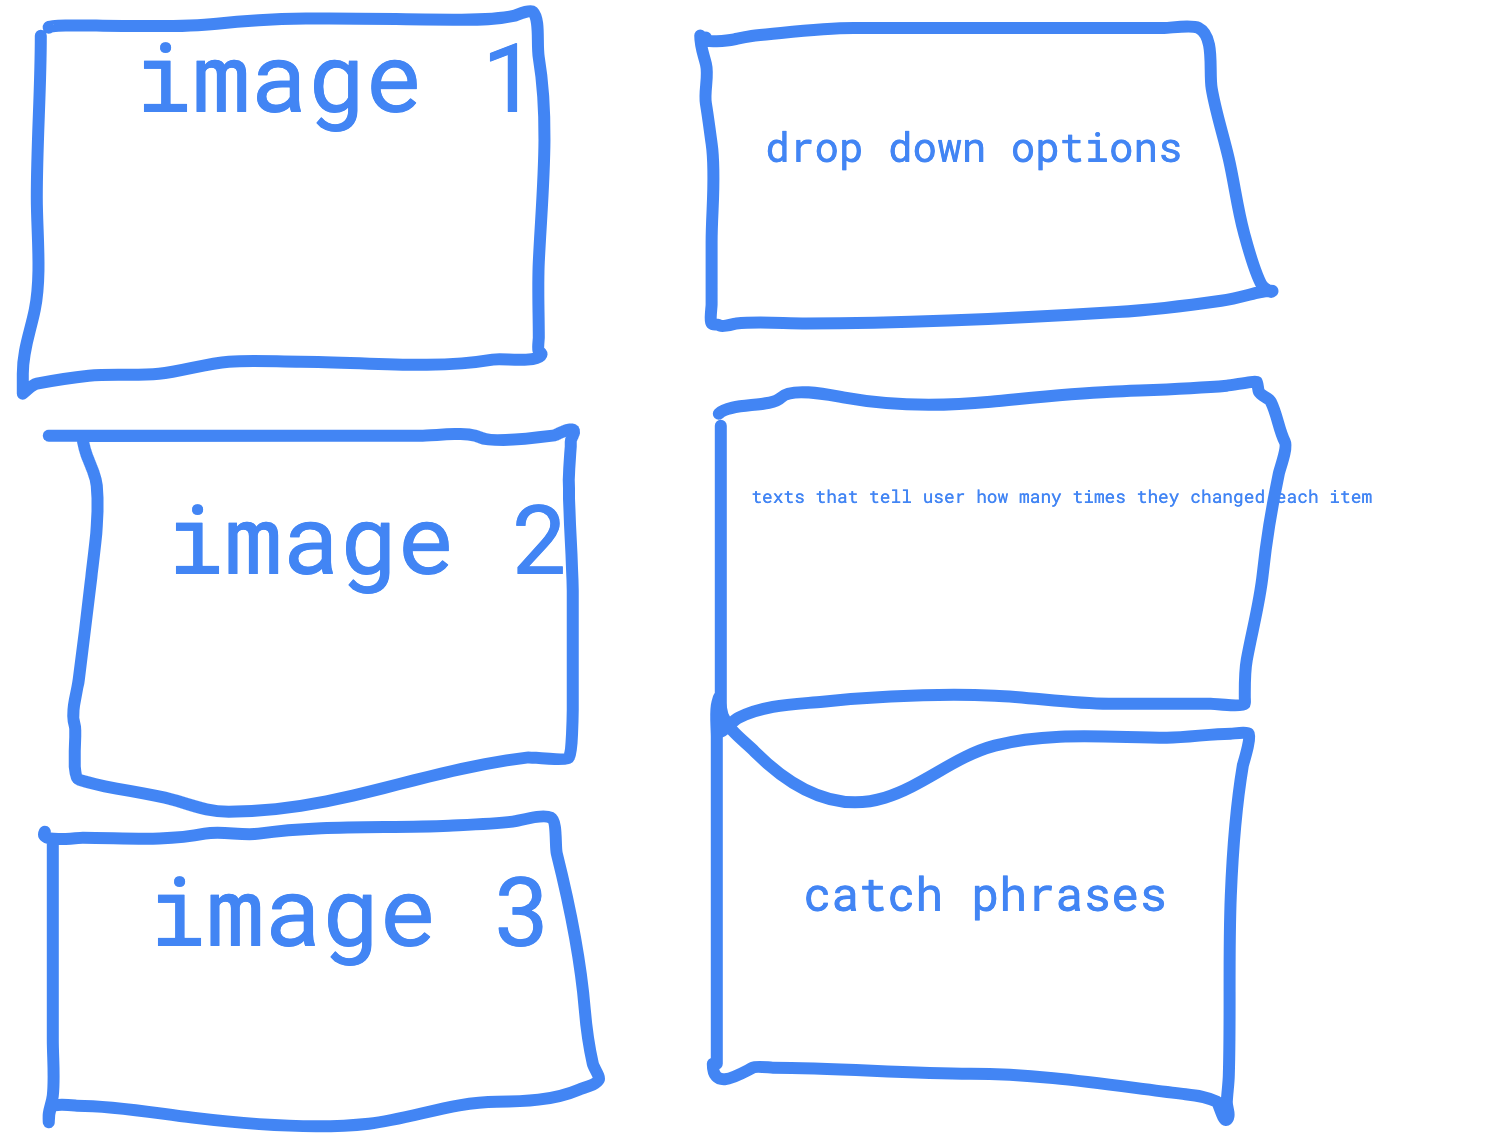 image 1
drop down options
image 2
texts that tell user how many times they changed each item
image 3
catch phrases